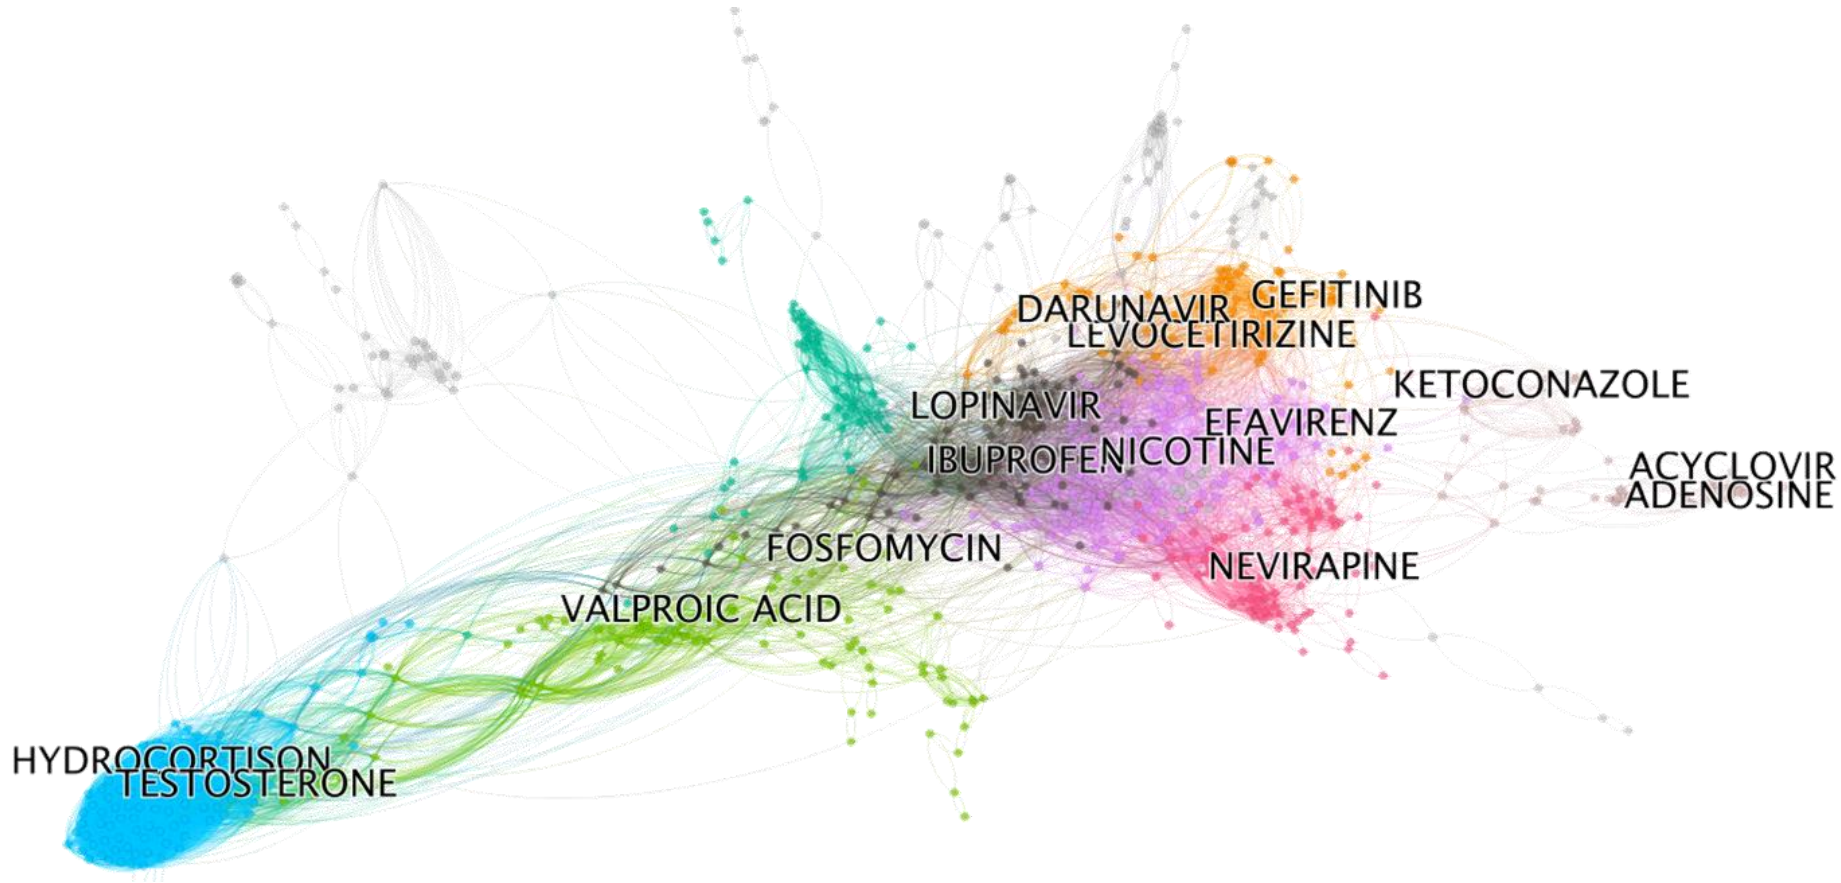 GEFITINIB
DARUNAVIR
LEVOCETIRIZINE
KETOCONAZOLE
LOPINAVIR
EFAVIRENZ
NICOTINE
IBUPROFEN
ACYCLOVIR
ADENOSINE
FOSFOMYCIN
NEVIRAPINE
VALPROIC ACID
HYDROCORTISON
TESTOSTERONE